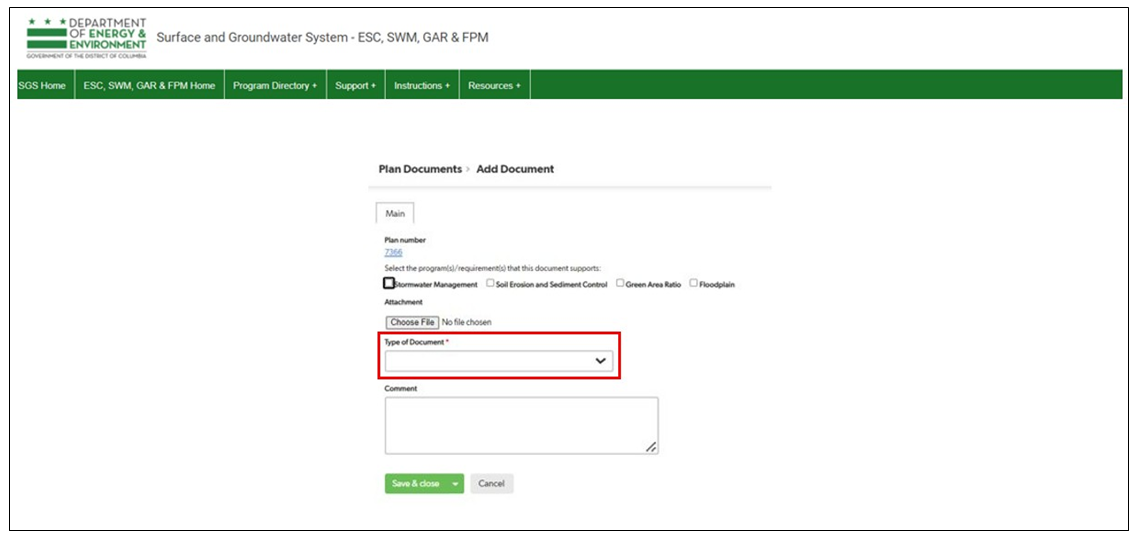 DEPARTMENT
OF ENERGY &
ENVIRONMENT
GOVERNMENT OF THE DISTRICT OF COLUMBIA
Surface and Groundwater System - ESC, SWM, GAR & FPM
SGS Home ESC, SWM, GAR & FPM Home Program Directory + Support + Instructions + Resources +
Plan Documents > Add Document
Main
Plan number
7366
Select the program(s)/requirement(s) that this document supports:
Stormwater Management Soil Erosion and Sediment Control Green Area Ratio Floodplain
Attachment
Choose File No file chosen
Type of Document *
Comment
Save & close Cancel